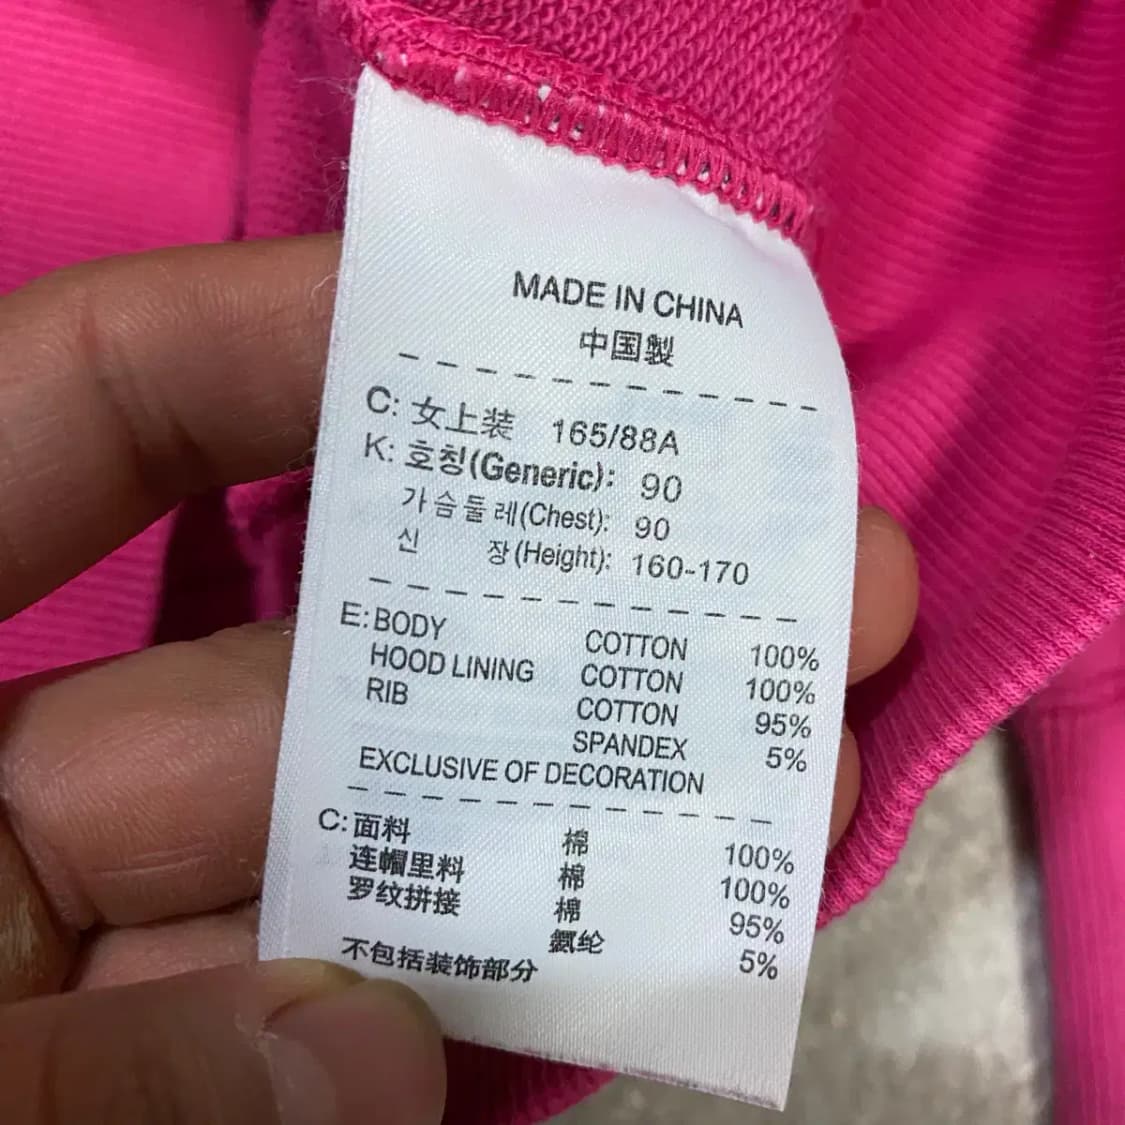 MADE IN CHINA
中国製
C: 女上装 165/88A
K: 호칭(Generic): 90
가슴둘레(Chest): 90
신 장(Height): 160-170
E: BODY COTTON 100%
HOOD LINING COTTON 100%
RIB COTTON 95%
SPANDEX 5%
EXCLUSIVE OF DECORATION
C: 面料 棉 100%
连帽里料 棉 100%
罗纹拼接 棉 95%
氨纶 5%
不包括装饰部分